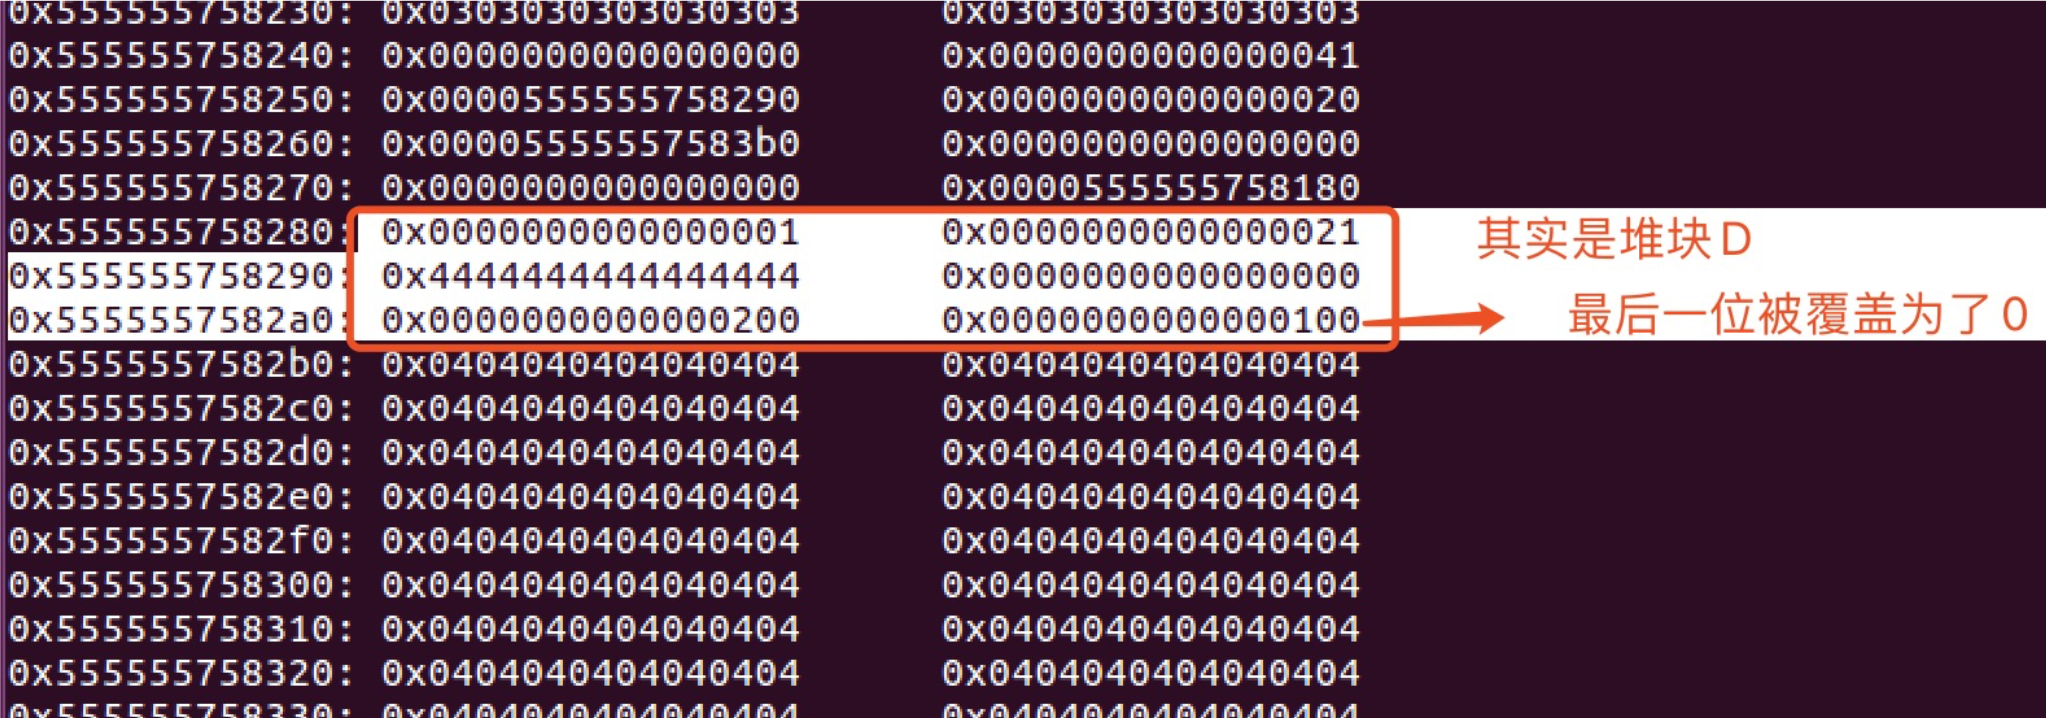 0x555555758230: 0x0303030303030303 0x0303030303030303
0x555555758240: 0x0000000000000000 0x0000000000000041
0x555555758250: 0x0000555555758290 0x0000000000000020
0x555555758260: 0x00005555557583b0 0x0000000000000000
0x555555758270: 0x0000000000000000 0x0000555555758180
0x555555758280: 0x0000000000000001 0x0000000000000021 其实是堆块D
0x555555758290: 0x4444444444444444 0x0000000000000000
0x5555557582a0: 0x0000000000000200 0x0000000000000100 最后一位被覆盖为了0
0x5555557582b0: 0x0404040404040404 0x0404040404040404
0x5555557582c0: 0x0404040404040404 0x0404040404040404
0x5555557582d0: 0x0404040404040404 0x0404040404040404
0x5555557582e0: 0x0404040404040404 0x0404040404040404
0x5555557582f0: 0x0404040404040404 0x0404040404040404
0x555555758300: 0x0404040404040404 0x0404040404040404
0x555555758310: 0x0404040404040404 0x0404040404040404
0x555555758320: 0x0404040404040404 0x0404040404040404
0x555555758330: 0x0404040404040404 0x0404040404040404